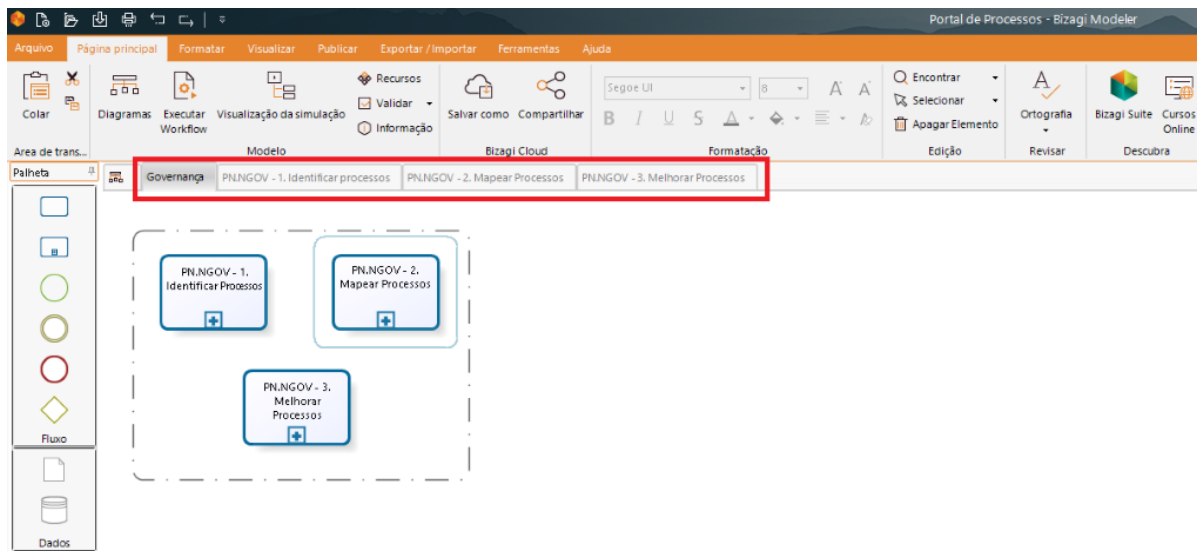 Portal de Processos - Bizagi Modeler
Arquivo Página principal Formatar Visualizar Publicar Exportar / Importar Ferramentas Ajuda
Colar
Diagramas
Executar
Workflow
Visualização da simulação
Recursos
Validar
Informação
Salvar como
Compartilhar
Segoe UI
8
A A
B I U S A
Encontrar
Selecionar
Apagar Elemento
Ortografia
Bizagi Suite
Cursos
Online
Area de trans...
Modelo
Bizagi Cloud
Formatação
Edição
Revisar
Descubra
Palheta
Governança
PN.NGOV - 1. Identificar processos
PN.NGOV - 2. Mapear Processos
PN.NGOV - 3. Melhorar Processos
PN.NGOV - 1.
Identificar Processos
PN.NGOV - 2.
Mapear Processos
PN.NGOV - 3.
Melhorar
Processos
Fluxo
Dados